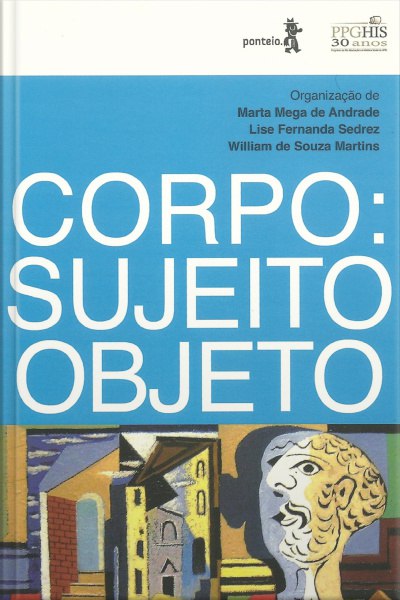 ponteio.
PPGHIS
30 anos
Organização de
Marta Mega de Andrade
Lise Fernanda Sedrez
William de Souza Martins
CORPO:
SUJEITO
OBJETO